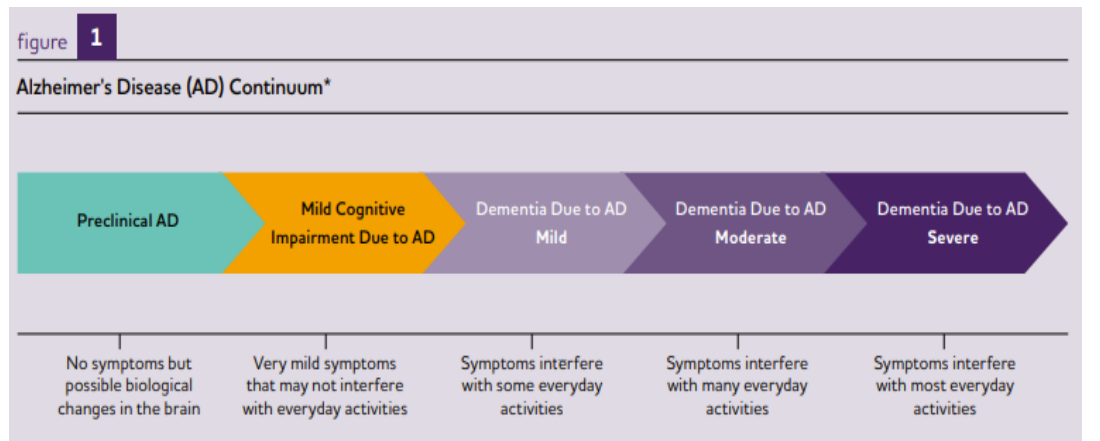 figure 1
Alzheimer's Disease (AD) Continuum*
Preclinical AD
Mild Cognitive
Impairment Due to AD
Dementia Due to AD
Mild
Dementia Due to AD
Moderate
Dementia Due to AD
Severe
No symptoms but
possible biological
changes in the brain
Very mild symptoms
that may not interfere
with everyday activities
Symptoms interfere
with some everyday
activities
Symptoms interfere
with many everyday
activities
Symptoms interfere
with most everyday
activities